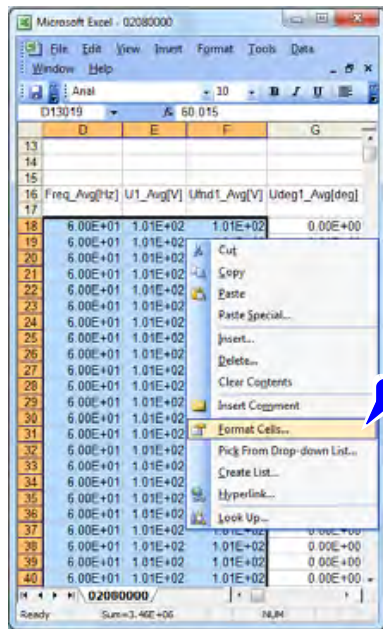 Microsoft Excel - 02080000
File Edit View Insert Format Tools Data
Window Help
Arial 10 B I U
D13019 fx 60.015
D E F G
13
14
15
16 Freq_Avg[Hz] U1_Avg[V] Ufnd1_Avg[V] Udeg1_Avg[deg]
17
18 6.00E+01 1.01E+02 1.01E+02 0.00E+00
19 6.00E+01 1.01E+02
20 6.00E+01 1.01E+02 Cut
21 6.00E+01 1.01E+02 Copy
22 6.00E+01 1.01E+02 Paste
23 6.00E+01 1.01E+02 Paste Special...
24 6.00E+01 1.01E+02
25 6.00E+01 1.01E+02 Insert...
26 6.00E+01 1.01E+02 Delete...
27 6.00E+01 1.01E+02
28 6.00E+01 1.01E+02 Clear Contents
29 6.00E+01 1.01E+02 Insert Comment
30 6.00E+01 1.01E+02
31 6.00E+01 1.01E+02 Format Cells...
32 6.00E+01 1.01E+02 Pick From Drop-down List...
33 6.00E+01 1.01E+02
34 6.00E+01 1.01E+02 Create List...
35 6.00E+01 1.01E+02 Hyperlink...
36 6.00E+01 1.01E+02 Look Up...
37 6.00E+01 1.01E+02
38 6.00E+01 1.01E+02 1.01E+02 0.00E+00
39 6.00E+01 1.01E+02 1.01E+02 0.00E+00
40 6.00E+01 1.01E+02 1.01E+02 0.00E+00
02080000
Ready Sum=3.46E+06 NUM